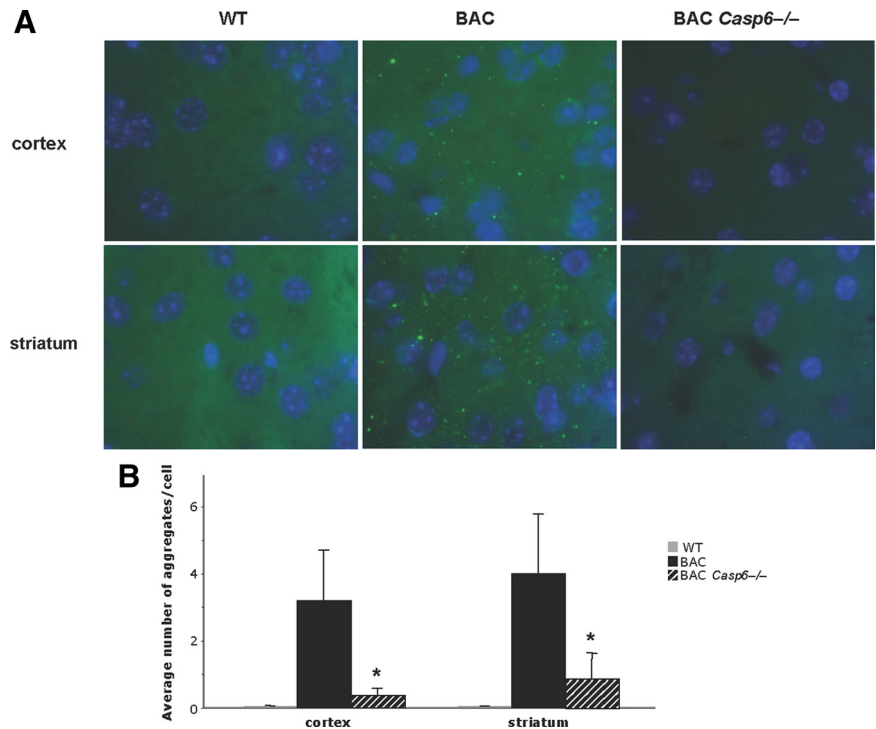 A
WT BAC BAC Casp6–/–
cortex
striatum
B
Average number of aggregates/cell
6
4
2
0
cortex striatum
*
*
WT
BAC
BAC Casp6–/–